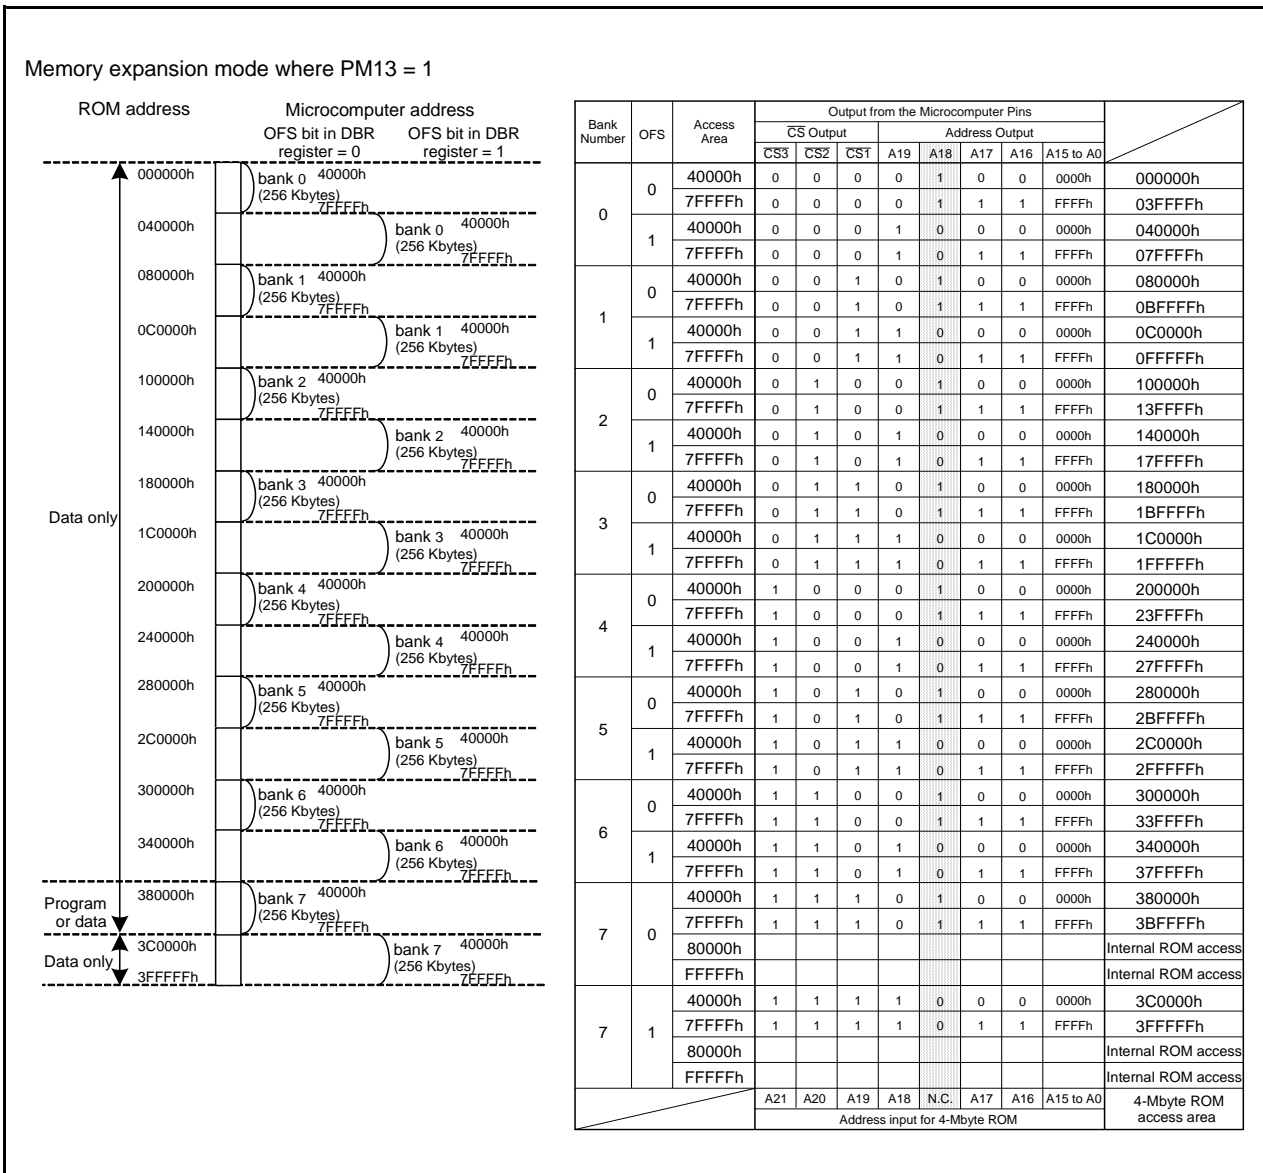 Memory expansion mode where PM13 = 1
ROM address
Microcomputer address
OFS bit in DBR register = 0
OFS bit in DBR register = 1
000000h
bank 0 40000h
(256 Kbytes)
7FFFFh
040000h
bank 0 40000h
(256 Kbytes)
7FFFFh
080000h
bank 1 40000h
(256 Kbytes)
7FFFFh
0C0000h
bank 1 40000h
(256 Kbytes)
7FFFFh
100000h
bank 2 40000h
(256 Kbytes)
7FFFFh
140000h
bank 2 40000h
(256 Kbytes)
7FFFFh
180000h
bank 3 40000h
(256 Kbytes)
7FFFFh
Data only
1C0000h
bank 3 40000h
(256 Kbytes)
7FFFFh
200000h
bank 4 40000h
(256 Kbytes)
7FFFFh
240000h
bank 4 40000h
(256 Kbytes)
7FFFFh
280000h
bank 5 40000h
(256 Kbytes)
7FFFFh
2C0000h
bank 5 40000h
(256 Kbytes)
7FFFFh
300000h
bank 6 40000h
(256 Kbytes)
7FFFFh
340000h
bank 6 40000h
(256 Kbytes)
7FFFFh
Program or data
380000h
bank 7 40000h
(256 Kbytes)
7FFFFh
Data only
3C0000h
bank 7 40000h
(256 Kbytes)
7FFFFh
3FFFFFh
Bank Number OFS Access Area Output from the Microcomputer Pins
CS Output Address Output
CS3 CS2 CS1 A19 A18 A17 A16 A15 to A0
0 0 40000h 0 0 0 0 1 0 0 0000h 000000h
7FFFFh 0 0 0 0 1 1 1 FFFFh 03FFFFh
1 40000h 0 0 0 1 0 0 0 0000h 040000h
7FFFFh 0 0 0 1 0 1 1 FFFFh 07FFFFh
1 0 40000h 0 0 1 0 1 0 0 0000h 080000h
7FFFFh 0 0 1 0 1 1 1 FFFFh 0BFFFFh
1 40000h 0 0 1 1 0 0 0 0000h 0C0000h
7FFFFh 0 0 1 1 0 1 1 FFFFh 0FFFFFh
2 0 40000h 0 1 0 0 1 0 0 0000h 100000h
7FFFFh 0 1 0 0 1 1 1 FFFFh 13FFFFh
1 40000h 0 1 0 1 0 0 0 0000h 140000h
7FFFFh 0 1 0 1 0 1 1 FFFFh 17FFFFh
3 0 40000h 0 1 1 0 1 0 0 0000h 180000h
7FFFFh 0 1 1 0 1 1 1 FFFFh 1BFFFFh
1 40000h 0 1 1 1 0 0 0 0000h 1C0000h
7FFFFh 0 1 1 1 0 1 1 FFFFh 1FFFFFh
4 0 40000h 1 0 0 0 1 0 0 0000h 200000h
7FFFFh 1 0 0 0 1 1 1 FFFFh 23FFFFh
1 40000h 1 0 0 1 0 0 0 0000h 240000h
7FFFFh 1 0 0 1 0 1 1 FFFFh 27FFFFh
5 0 40000h 1 0 1 0 1 0 0 0000h 280000h
7FFFFh 1 0 1 0 1 1 1 FFFFh 2BFFFFh
1 40000h 1 0 1 1 0 0 0 0000h 2C0000h
7FFFFh 1 0 1 1 0 1 1 FFFFh 2FFFFFh
6 0 40000h 1 1 0 0 1 0 0 0000h 300000h
7FFFFh 1 1 0 0 1 1 1 FFFFh 33FFFFh
1 40000h 1 1 0 1 0 0 0 0000h 340000h
7FFFFh 1 1 0 1 0 1 1 FFFFh 37FFFFh
7 0 40000h 1 1 1 0 1 0 0 0000h 380000h
7FFFFh 1 1 1 0 1 1 1 FFFFh 3BFFFFh
80000h Internal ROM access
FFFFFh Internal ROM access
7 1 40000h 1 1 1 1 0 0 0 0000h 3C0000h
7FFFFh 1 1 1 1 0 1 1 FFFFh 3FFFFFh
80000h Internal ROM access
FFFFFh Internal ROM access
A21 A20 A19 A18 N.C. A17 A16 A15 to A0 4-Mbyte ROM access area
Address input for 4-Mbyte ROM